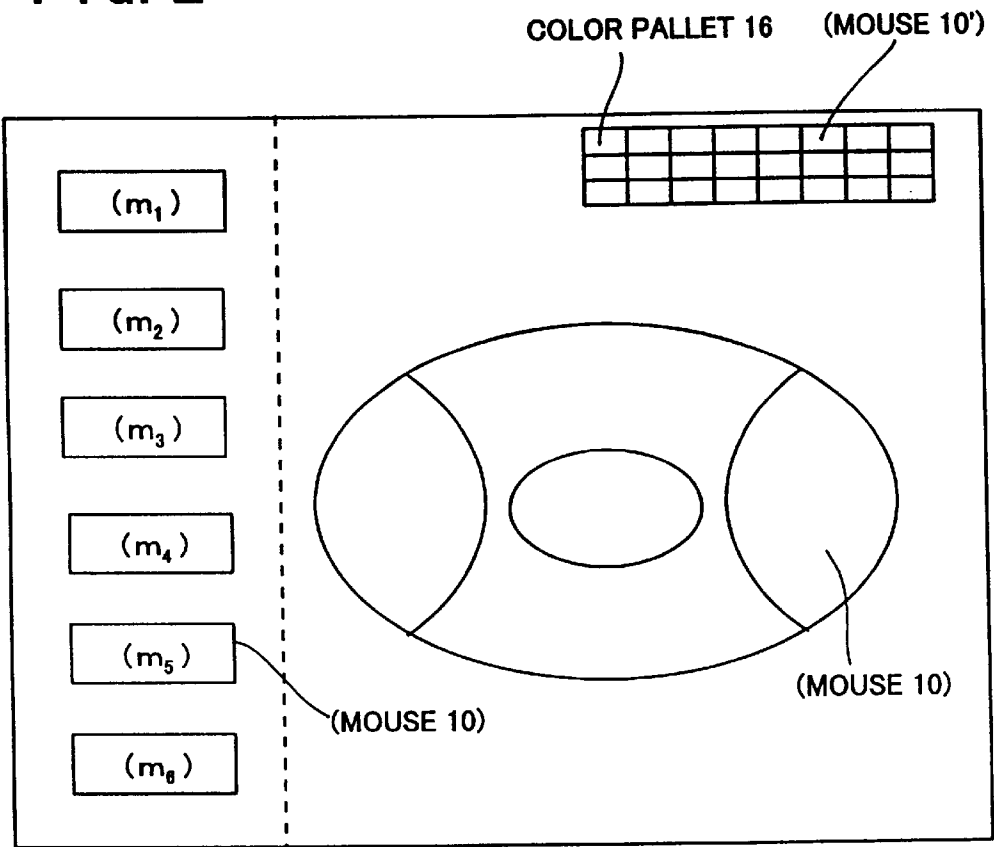 COLOR PALLET 16 (MOUSE 10')
(m₁)
(m₂)
(m₃)
(m₄)
(m₅)
(MOUSE 10)
(MOUSE 10)
(m₆)